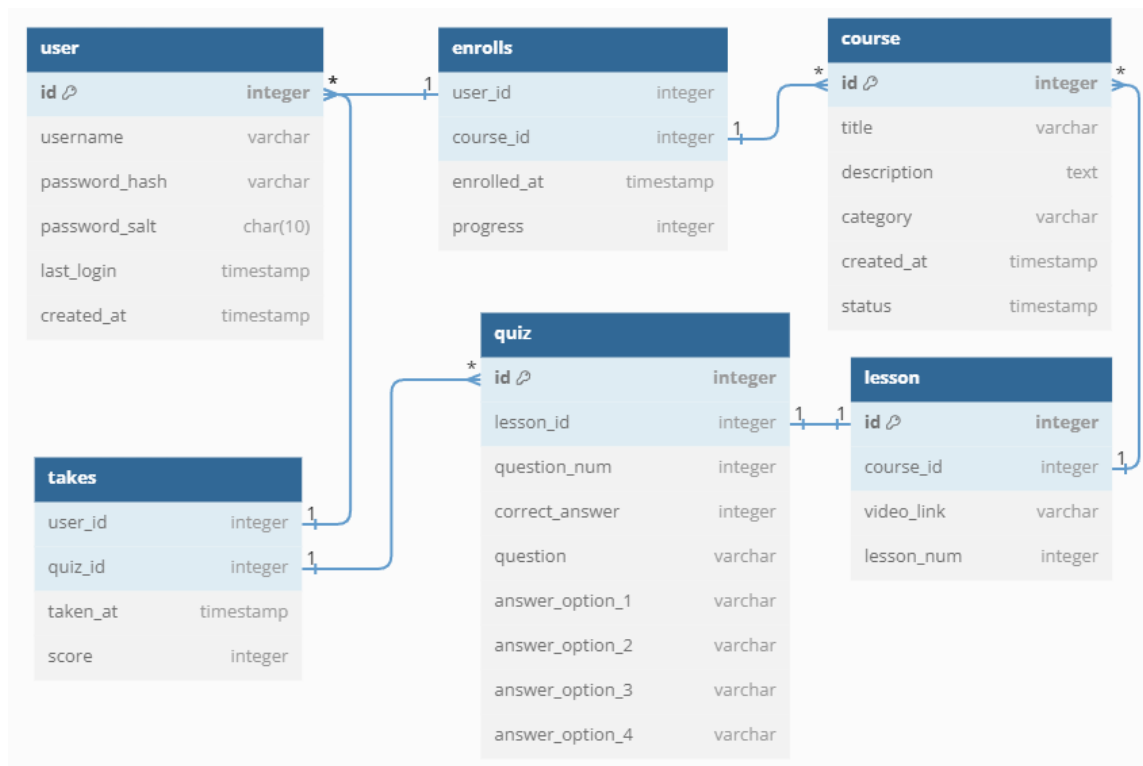 user
id integer
username varchar
password_hash varchar
password_salt char(10)
last_login timestamp
created_at timestamp
* 1
enrolls
user_id integer
course_id integer
enrolled_at timestamp
progress integer
1 *
course
id integer
title varchar
description text
category varchar
created_at timestamp
status timestamp
*
1
quiz
id integer
lesson_id integer
question_num integer
correct_answer integer
question varchar
answer_option_1 varchar
answer_option_2 varchar
answer_option_3 varchar
answer_option_4 varchar
*
1 1
lesson
id integer
course_id integer
video_link varchar
lesson_num integer
takes
user_id integer
quiz_id integer
taken_at timestamp
score integer
1
1